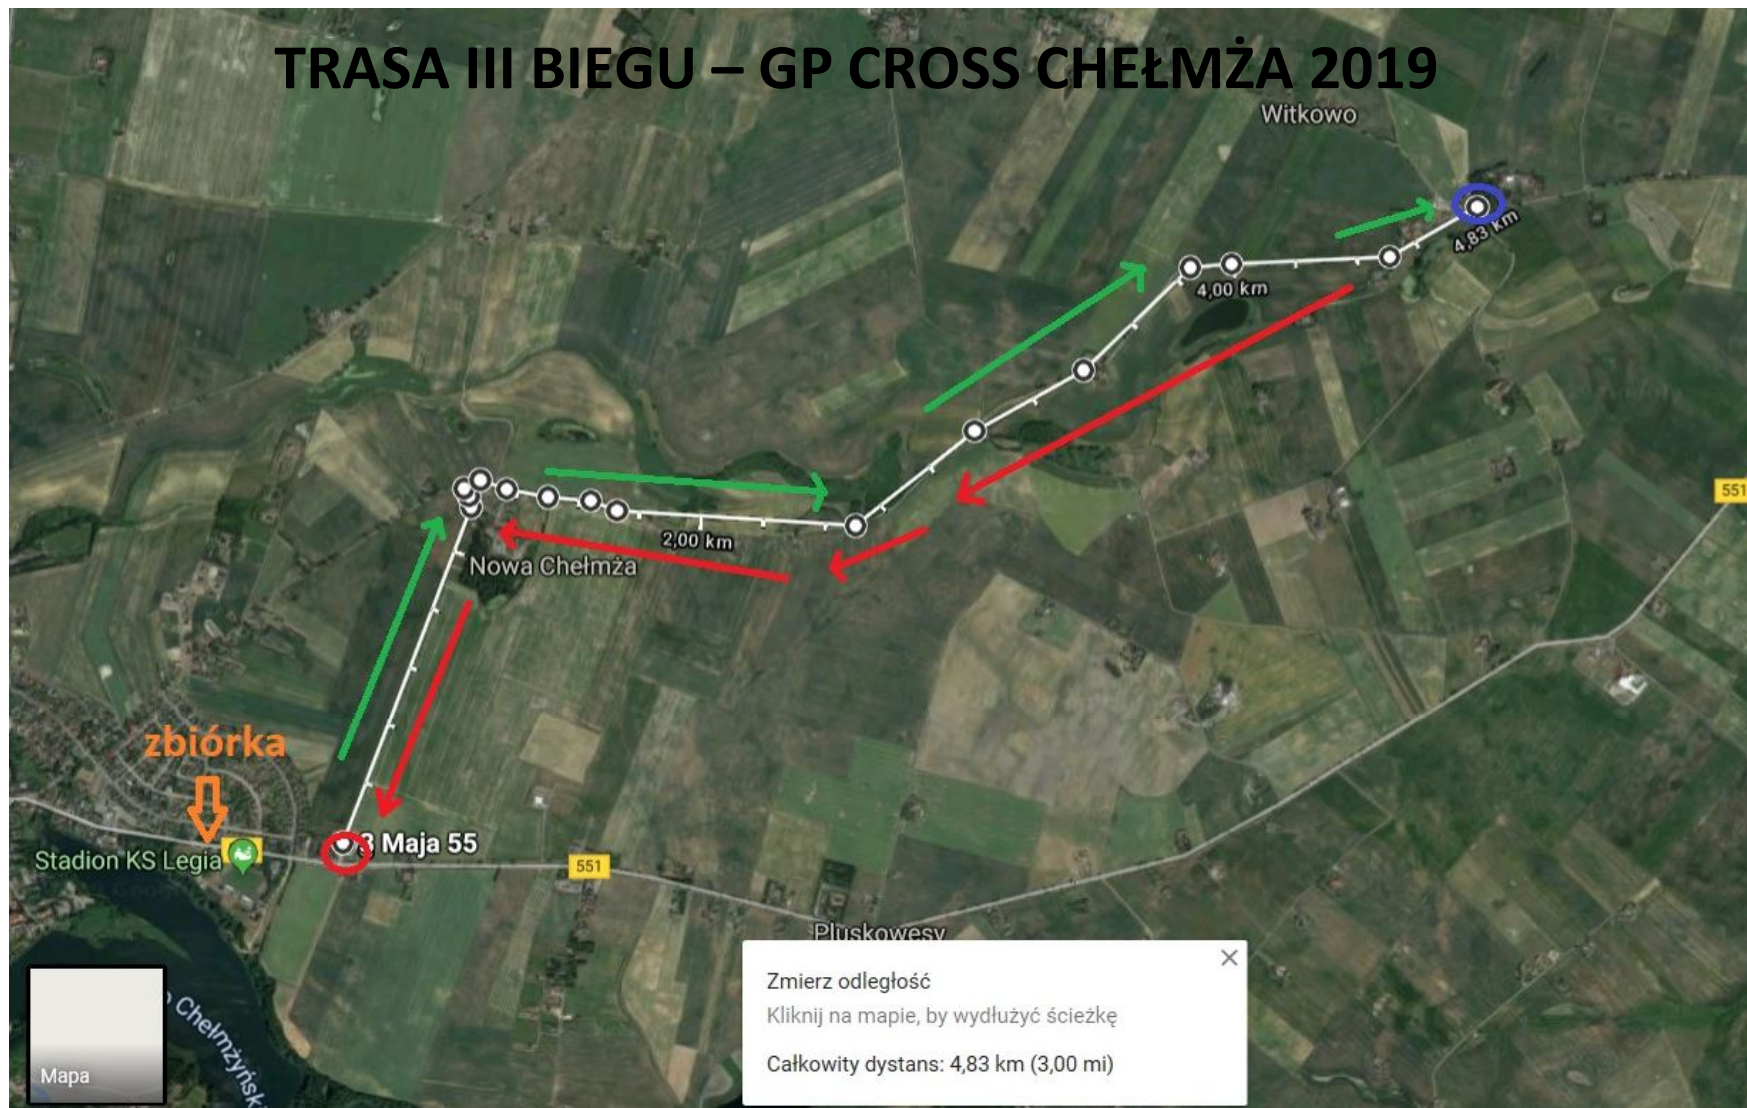 TRASA III BIEGU – GP CROSS CHEŁMŻA 2019
Witkowo
4,83 km
4,00 km
551
2,00 km
Nowa Chełmża
zbiórka
3 Maja 55
Stadion KS Legia
551
Pluskowęsy
Zmierz odległość
Kliknij na mapie, by wydłużyć ścieżkę
Całkowity dystans: 4,83 km (3,00 mi)
Chełmżyńsk
Mapa